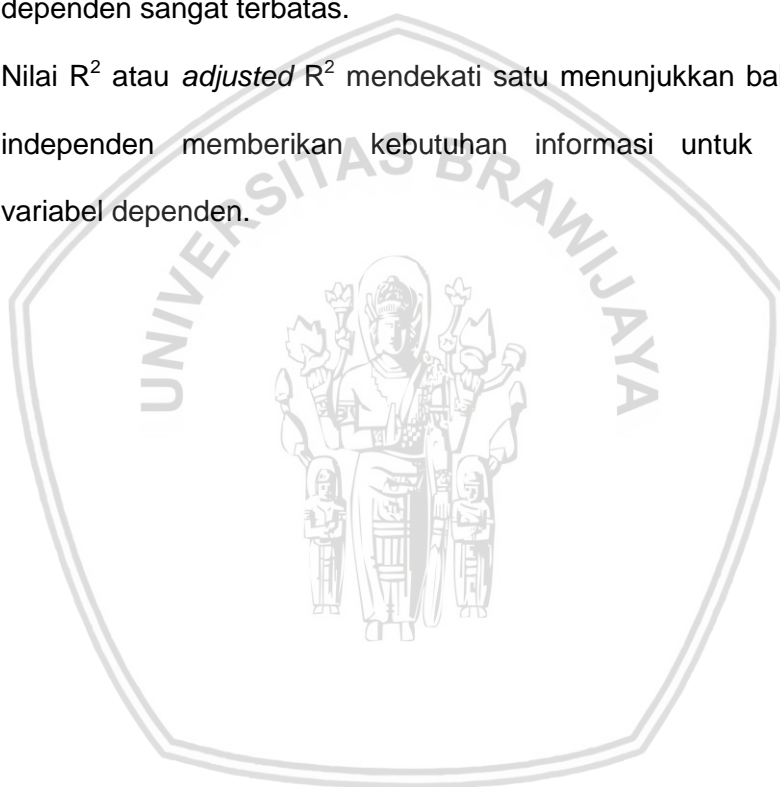 dependen sangat terbatas.
Nilai R² atau adjusted R² mendekati satu menunjukkan
independen memberikan kebutuhan informasi untuk
variabel dependen.
UNIVERSITAS BRAWIJAYA